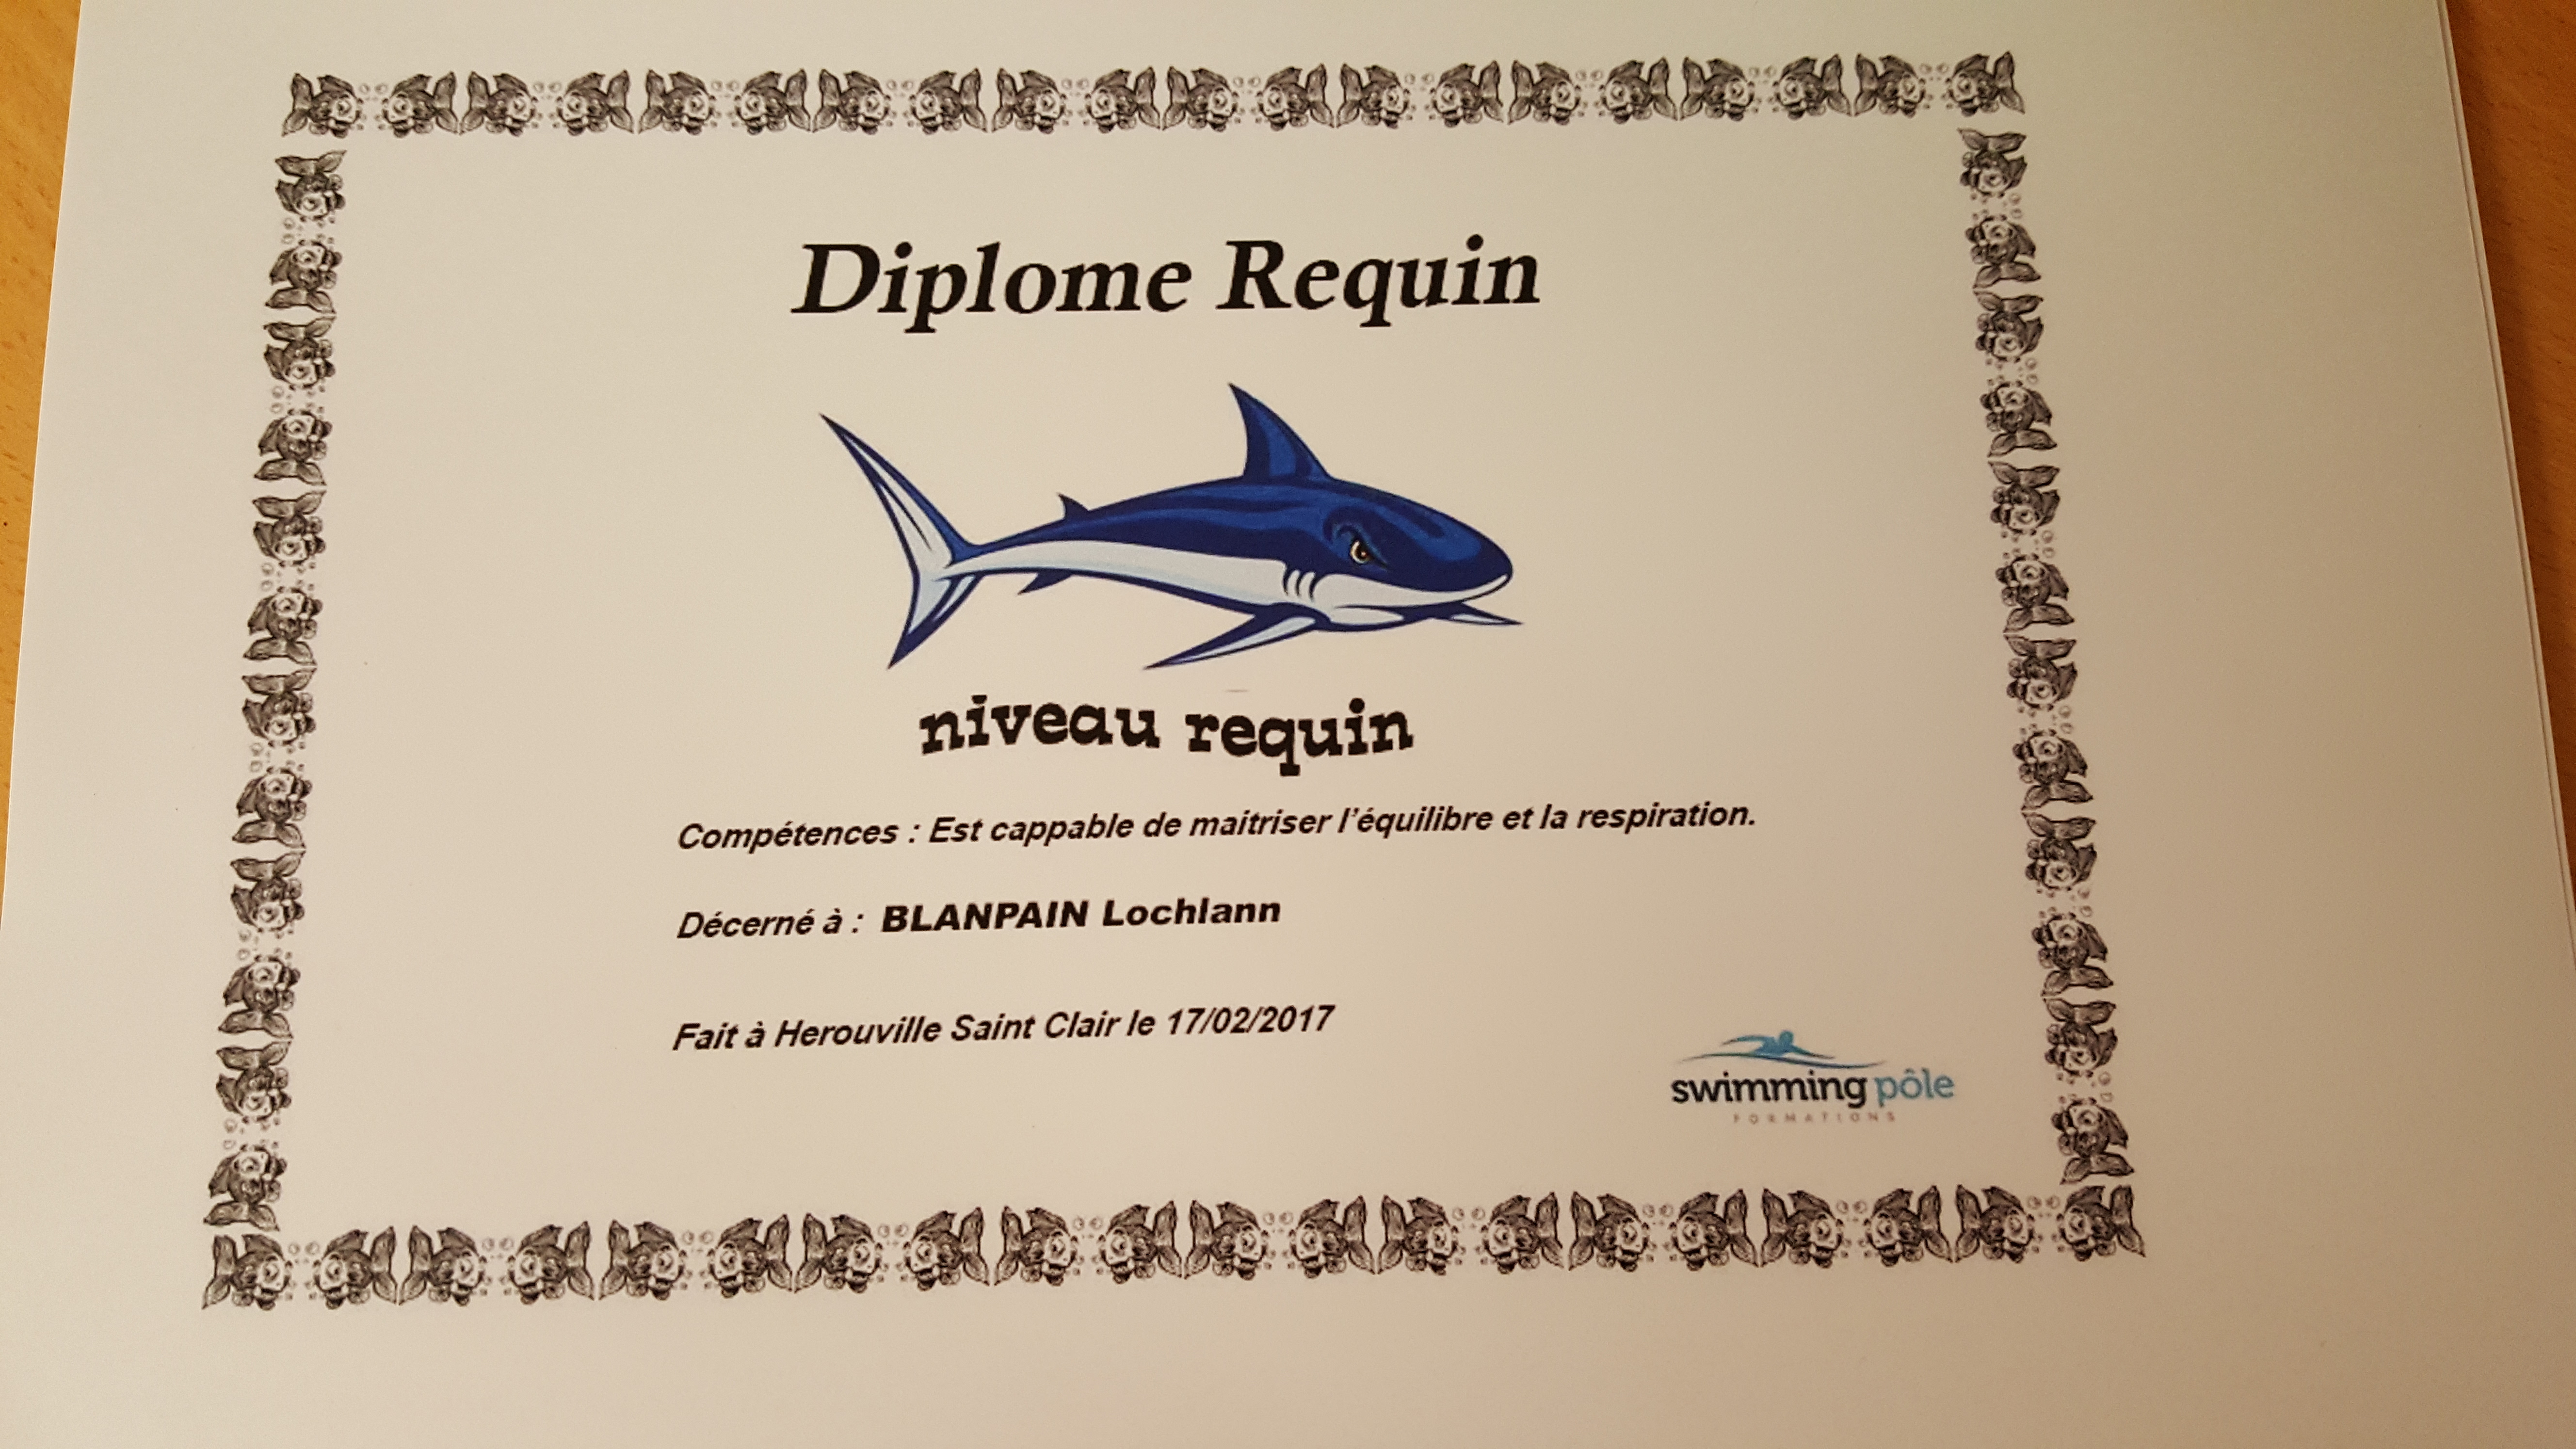 Diplome Requin
niveau requin
Compétences : Est cappable de maitriser l'équilibre et la respiration.
Décerné à : BLANPAIN Lochlann
Fait à Herouville Saint Clair le 17/02/2017
swimming pôle
FORMATIONS